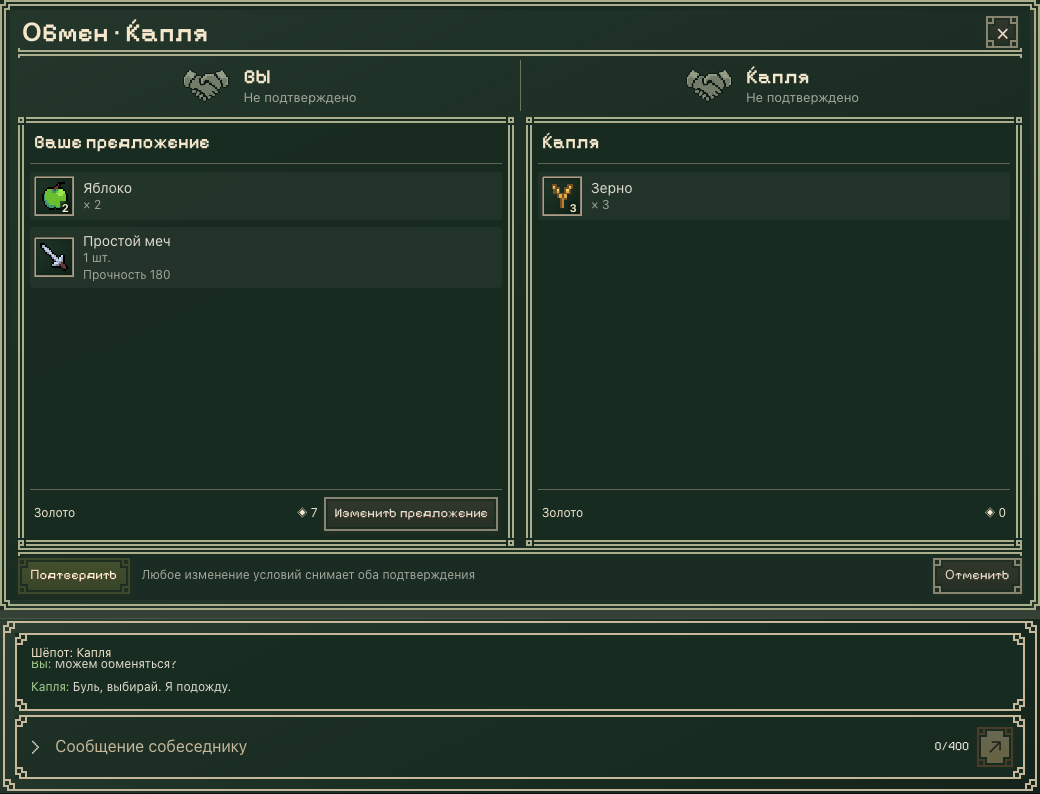 Обмен · Капля
Вы
Не подтверждено
Капля
Не подтверждено
Ваше предложение
2
Яблоко
× 2
Простой меч
1 шт.
Прочность 180
Золото
7
Изменить предложение
Капля
3
Зерно
× 3
Золото
0
Подтвердить
Любое изменение условий снимает оба подтверждения
Отменить
Шёпот: Капля
Вы: Можем обменяться?
Капля: Буль, выбирай. Я подожду.
Сообщение собеседнику
0/400